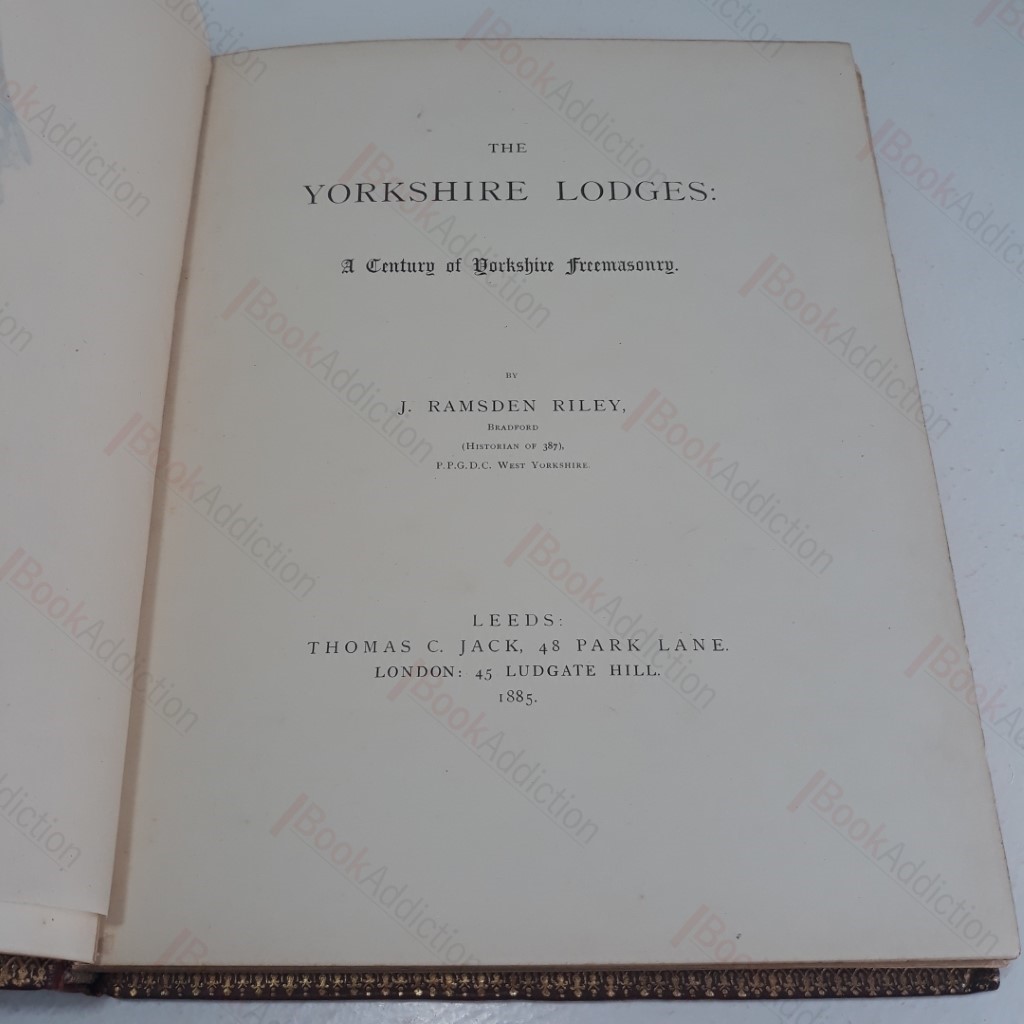 THE
YORKSHIRE LODGES:
A Century of Yorkshire Freemasonry.
BY
J. RAMSDEN RILEY,
BRADFORD
(HISTORIAN OF 387),
P.P.G.D.C. WEST YORKSHIRE.
LEEDS:
THOMAS C. JACK, 48 PARK LANE.
LONDON: 45 LUDGATE HILL.
1885.
BookAddiction